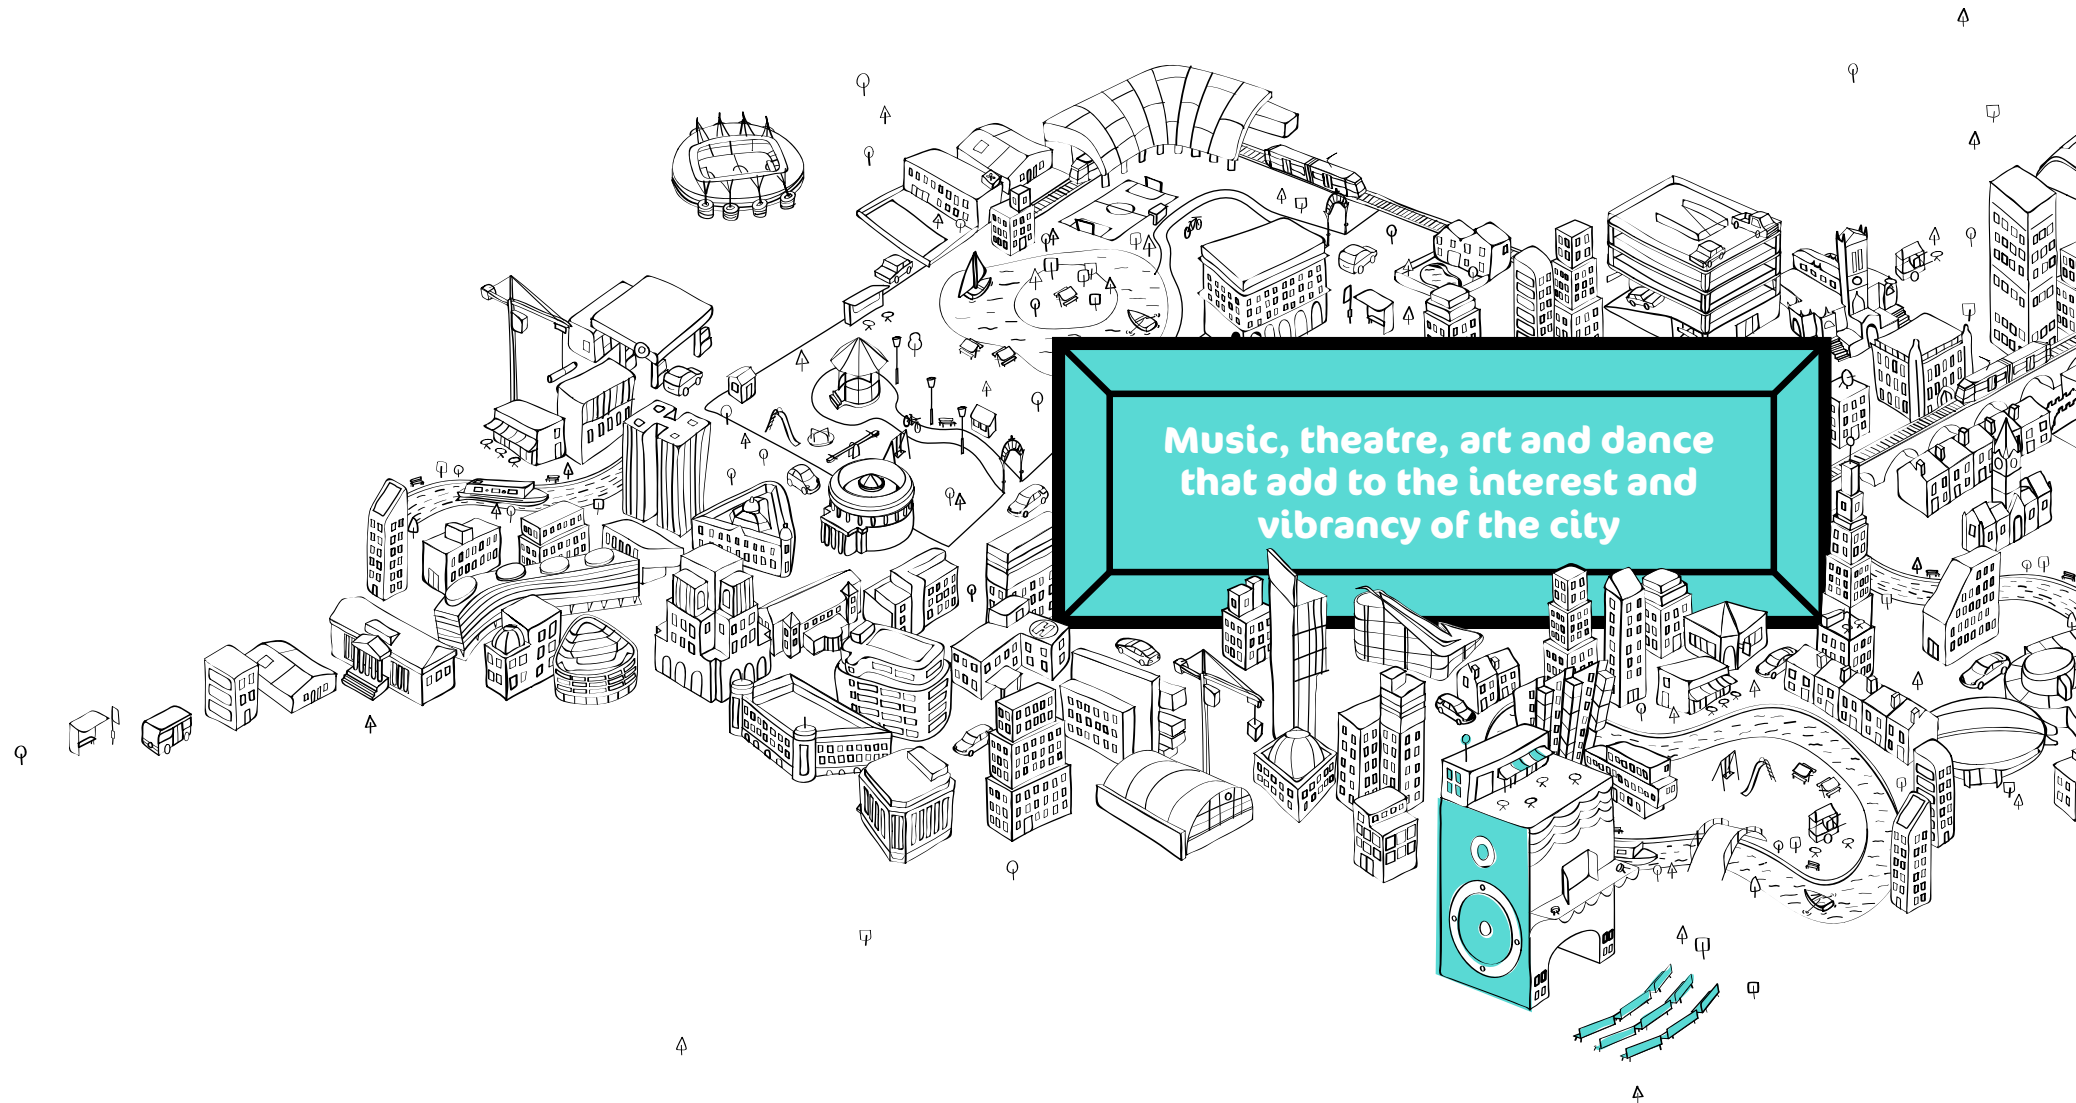 Music, theatre, art and dance
that add to the interest and
vibrancy of the city